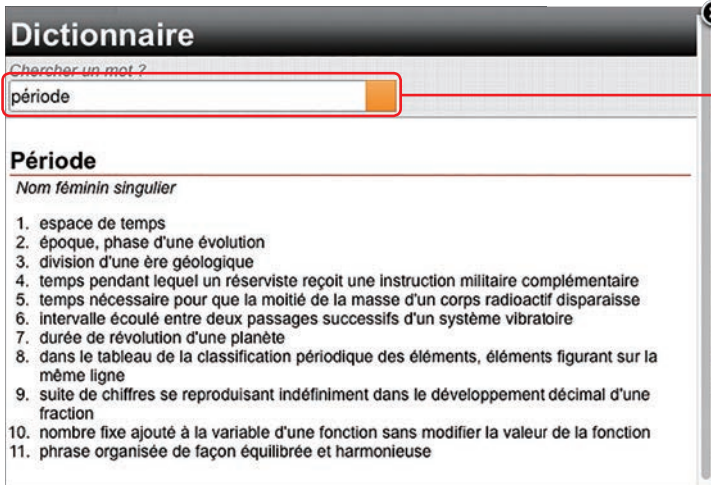 Dictionnaire
Chercher un mot ?
période
Période
Nom féminin singulier
1. espace de temps
2. époque, phase d'une évolution
3. division d'une ère géologique
4. temps pendant lequel un réserviste reçoit une instruction militaire complémentaire
5. temps nécessaire pour que la moitié de la masse d'un corps radioactif disparaisse
6. intervalle écoulé entre deux passages successifs d'un système vibratoire
7. durée de révolution d'une planète
8. dans le tableau de la classification périodique des éléments, éléments figurant sur la
même ligne
9. suite de chiffres se reproduisant indéfiniment dans le développement décimal d'une
fraction
10. nombre fixe ajouté à la variable d'une fonction sans modifier la valeur de la fonction
11. phrase organisée de façon équilibrée et harmonieuse